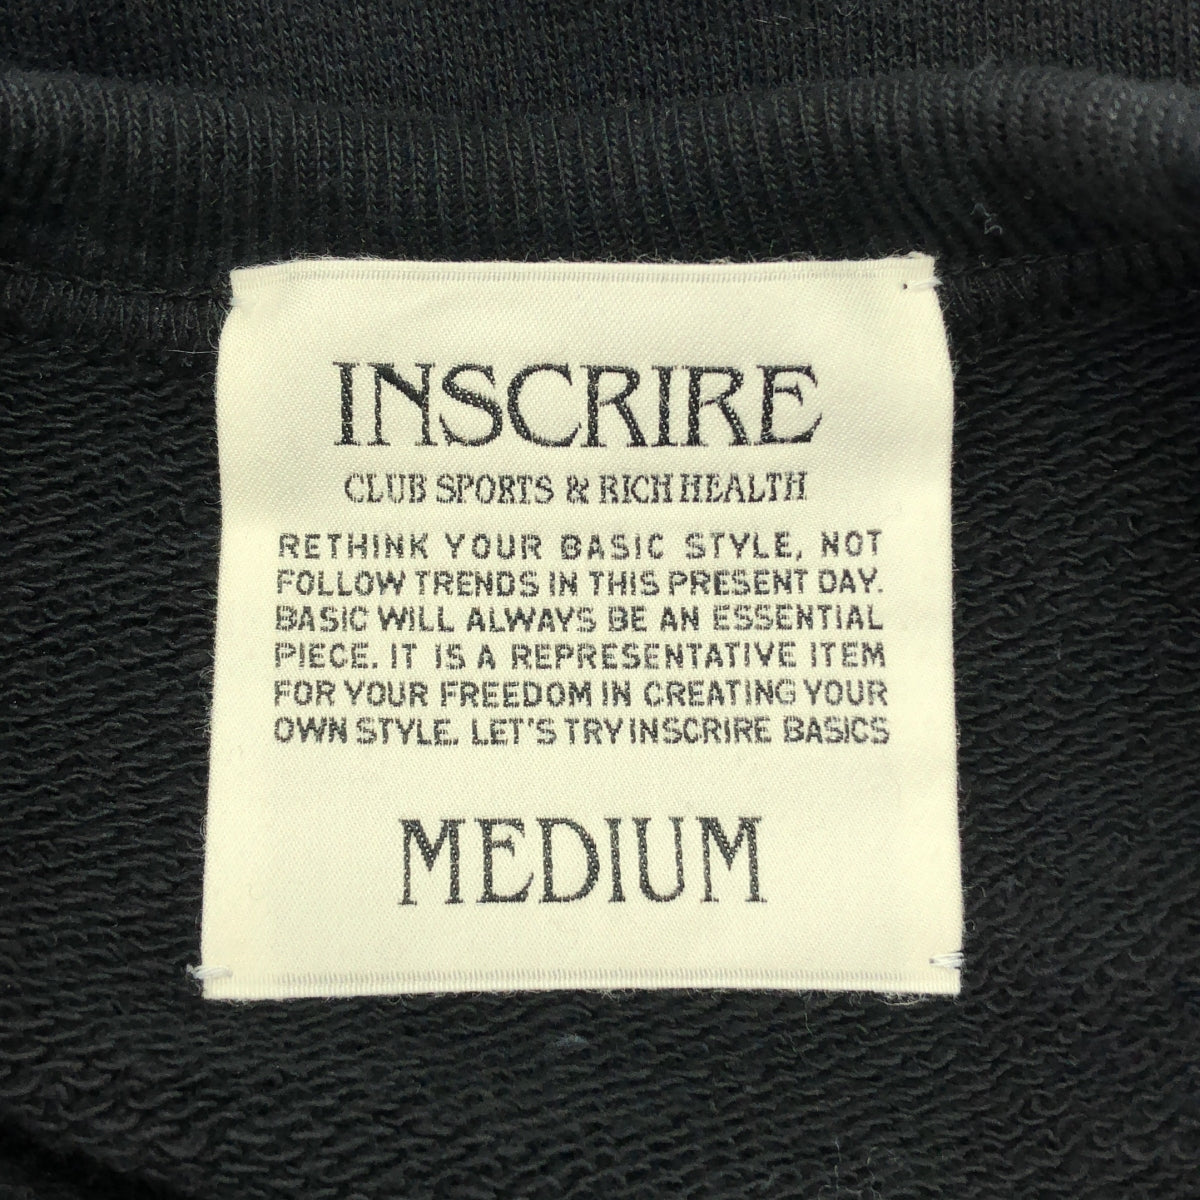 INSCRIRE
CLUB SPORTS & RICH HEALTH
RETHINK YOUR BASIC STYLE, NOT
FOLLOW TRENDS IN THIS PRESENT DAY.
BASIC WILL ALWAYS BE AN ESSENTIAL
PIECE. IT IS A REPRESENTATIVE ITEM
FOR YOUR FREEDOM IN CREATING YOUR
OWN STYLE. LET'S TRY INSCRIRE BASICS
MEDIUM